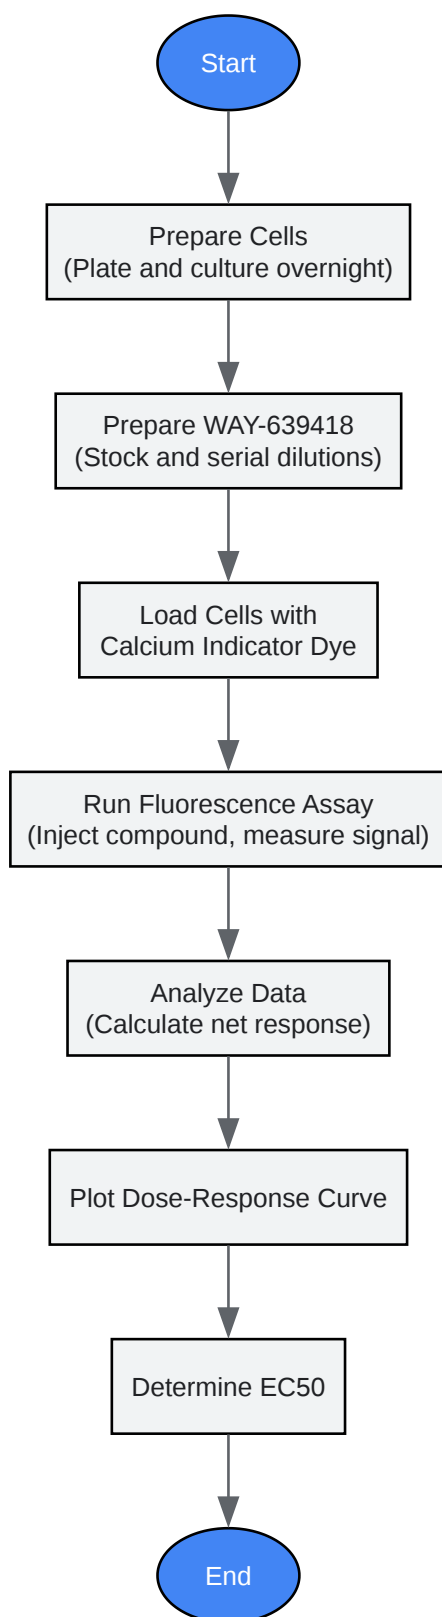 Start
Prepare Cells
(Plate and culture overnight)
Prepare WAY-639418
(Stock and serial dilutions)
Load Cells with
Calcium Indicator Dye
Run Fluorescence Assay
(Inject compound, measure signal)
Analyze Data
(Calculate net response)
Plot Dose-Response Curve
Determine EC50
End